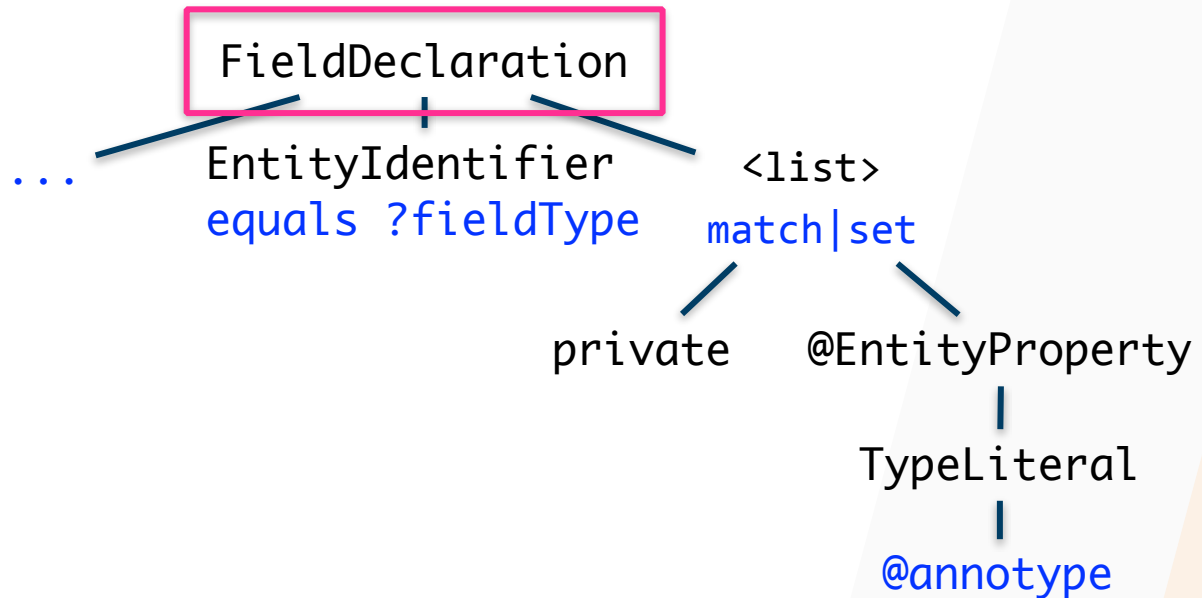 FieldDeclaration
... EntityIdentifier <list>
equals ?fieldType match|set
private @EntityProperty
TypeLiteral
@annotype